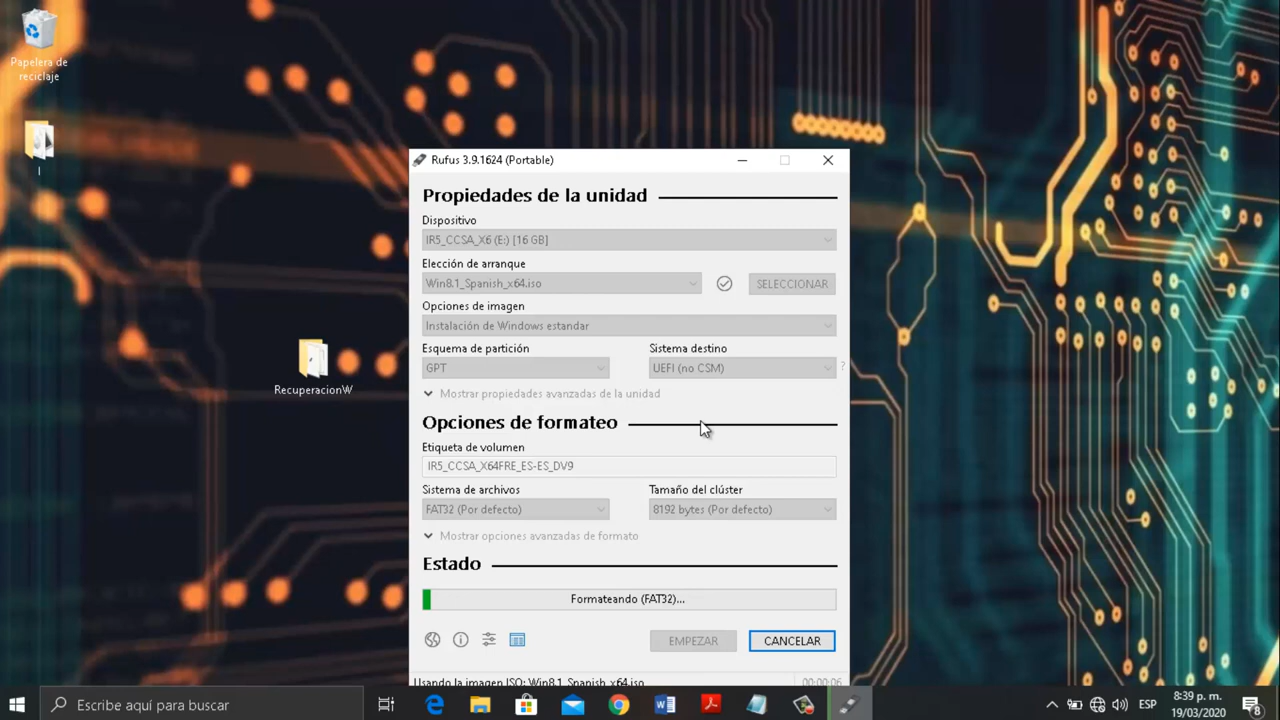 Papelera de
reciclaje
l
RecuperacionW
Rufus 3.9.1624 (Portable)
Propiedades de la unidad
Dispositivo
IR5_CCSA_X6 (E:) [16 GB]
Elección de arranque
Win8.1_Spanish_x64.iso
SELECCIONAR
Opciones de imagen
Instalación de Windows estandar
Esquema de partición
Sistema destino
GPT
UEFI (no CSM)
?
Mostrar propiedades avanzadas de la unidad
Opciones de formateo
Etiqueta de volumen
IR5_CCSA_X64FRE_ES-ES_DV9
Sistema de archivos
Tamaño del clúster
FAT32 (Por defecto)
8192 bytes (Por defecto)
Mostrar opciones avanzadas de formato
Estado
Formateando (FAT32)...
EMPEZAR
CANCELAR
Usando la imagen ISO: Win8.1_Spanish_x64.iso
00:00:06
Escribe aquí para buscar
ESP
8:39 p. m.
19/03/2020
8